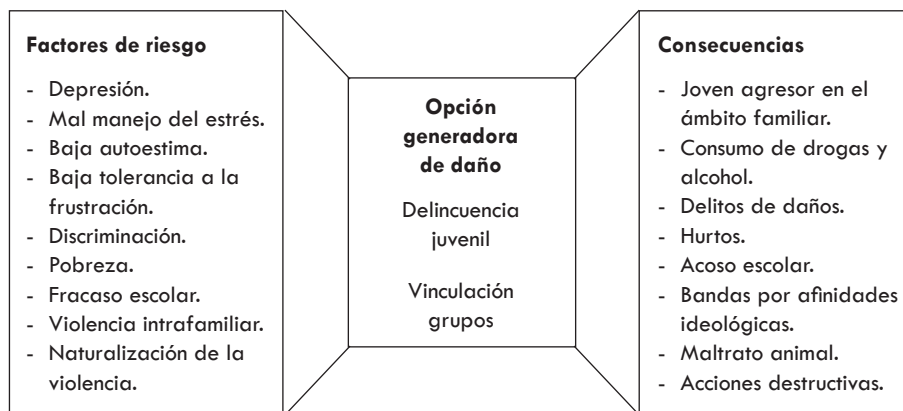 Factores de riesgo
- Depresión.
- Mal manejo del estrés.
- Baja autoestima.
- Baja tolerancia a la
frustración.
- Discriminación.
- Pobreza.
- Fracaso escolar.
- Violencia intrafamiliar.
- Naturalización de la
violencia.
Opción
generadora
de daño
Delincuencia
juvenil
Vinculación
grupos
Consecuencias
- Joven agresor en el
ámbito familiar.
- Consumo de drogas y
alcohol.
- Delitos de daños.
- Hurtos.
- Acoso escolar.
- Bandas por afinidades
ideológicas.
- Maltrato animal.
- Acciones destructivas.